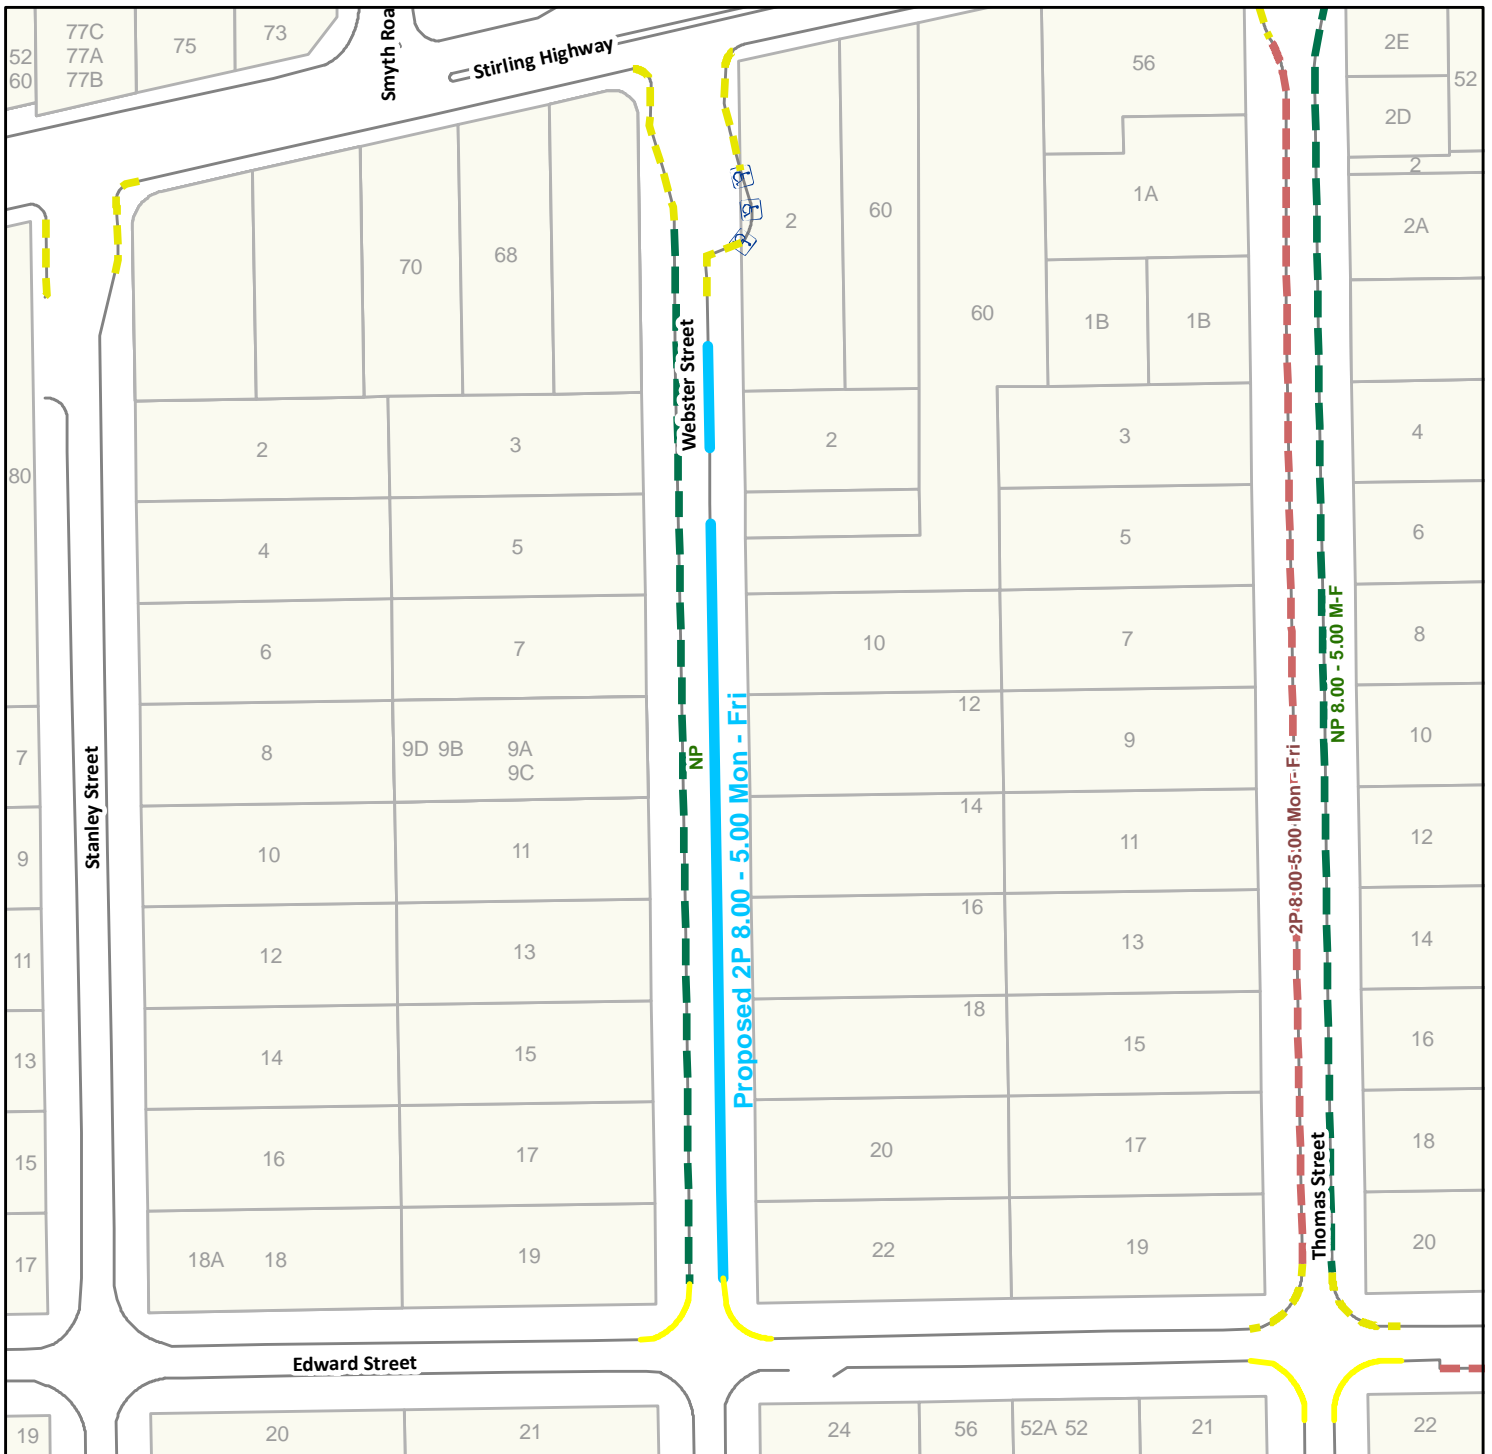 77C
77A
77B
75
73
52
60
Smyth Roa
Stirling Highway
56
2E
52
2D
2
1A
2A
2
60
70
68
60
1B
1B
Webster Street
2
3
2
3
4
80
4
5
5
6
6
7
10
7
8
NP 8.00 - 5.00 M-F
12
7
8
9D 9B
9A
9C
NP
9
10
Stanley Street
Proposed 2P 8.00 - 5.00 Mon - Fri
2P 8:00-5:00 Mon - Fri
14
9
10
11
11
12
16
11
12
13
13
14
18
13
14
15
15
16
15
16
17
20
17
18
Thomas Street
17
18A
18
19
22
19
20
Edward Street
19
20
21
24
56
52A 52
21
22